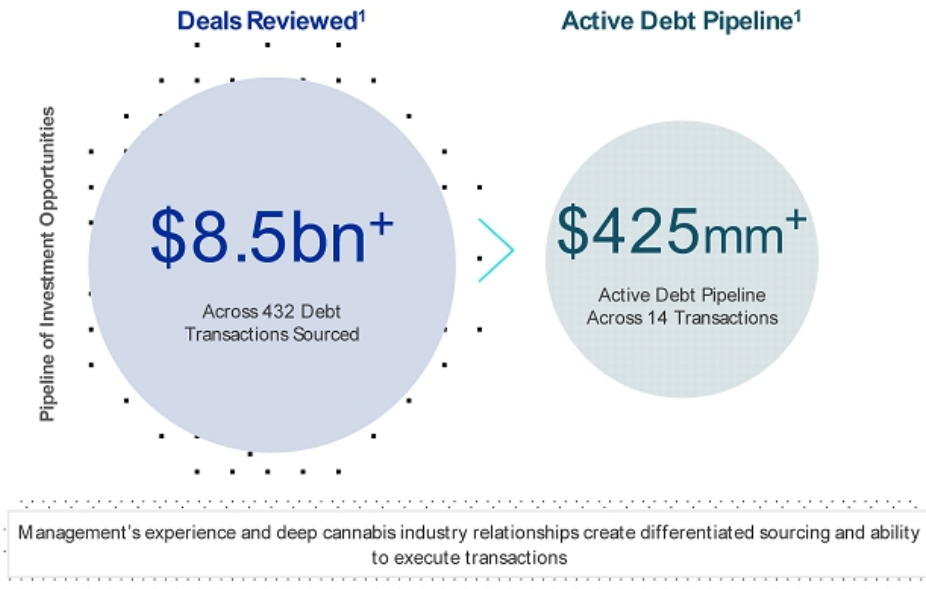 Deals Reviewed¹
Active Debt Pipeline¹
Pipeline of Investment Opportunities
$8.5bn⁺
Across 432 Debt
Transactions Sourced
$425mm⁺
Active Debt Pipeline
Across 14 Transactions
Management's experience and deep cannabis industry relationships create differentiated sourcing and ability
to execute transactions